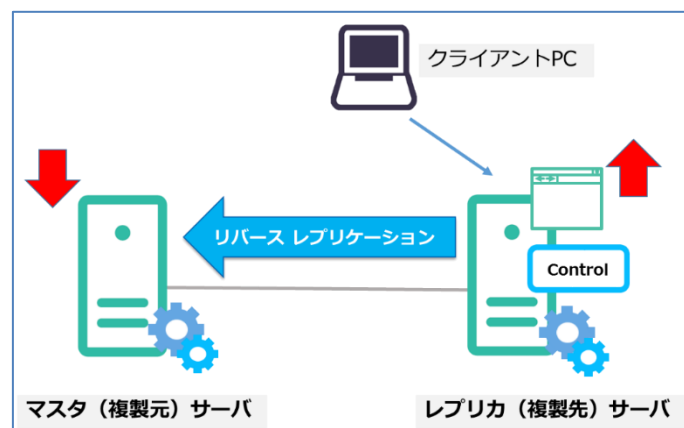 クライアントPC
リバース レプリケーション
Control
マスタ（複製元）サーバ
レプリカ（複製先）サーバ